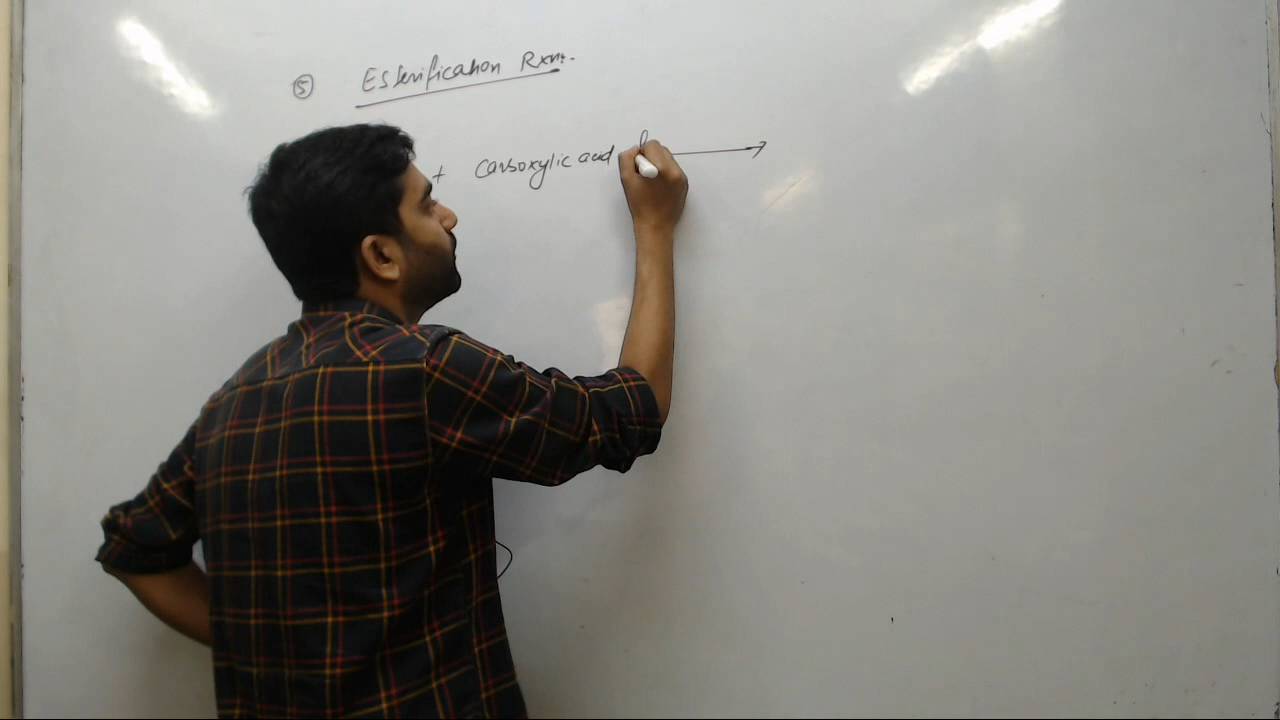 ⑤ Esterification Rxn:-
+ Carboxylic acid →